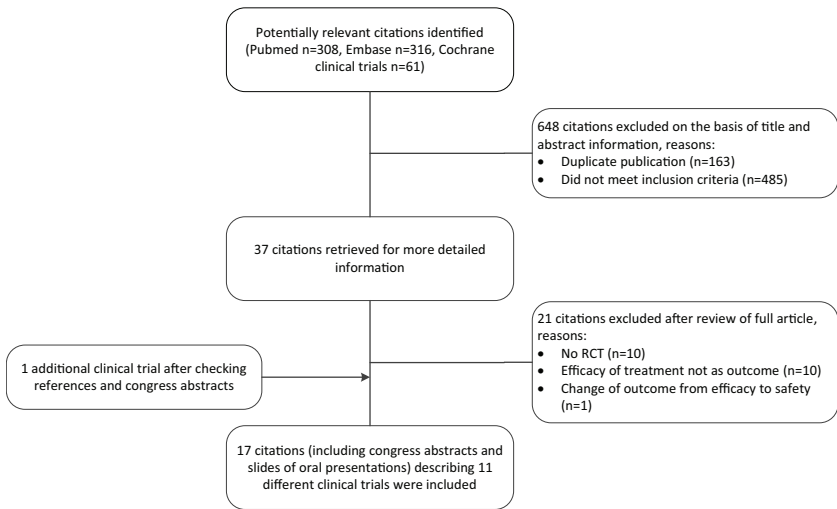 Potentially relevant citations identified
(Pubmed n=308, Embase n=316, Cochrane
clinical trials n=61)
648 citations excluded on the basis of title and
abstract information, reasons:
• Duplicate publication (n=163)
• Did not meet inclusion criteria (n=485)
37 citations retrieved for more detailed
information
21 citations excluded after review of full article,
reasons:
• No RCT (n=10)
• Efficacy of treatment not as outcome (n=10)
• Change of outcome from efficacy to safety
(n=1)
1 additional clinical trial after checking
references and congress abstracts
17 citations (including congress abstracts and
slides of oral presentations) describing 11
different clinical trials were included